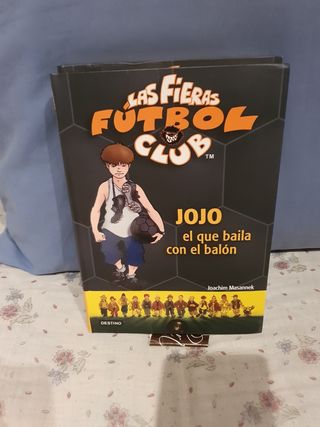 LAS FIERAS
FÚTBOL
CLUB TM
JOJO
el que baila
con el balón
Joachim Masannek
DESTINO